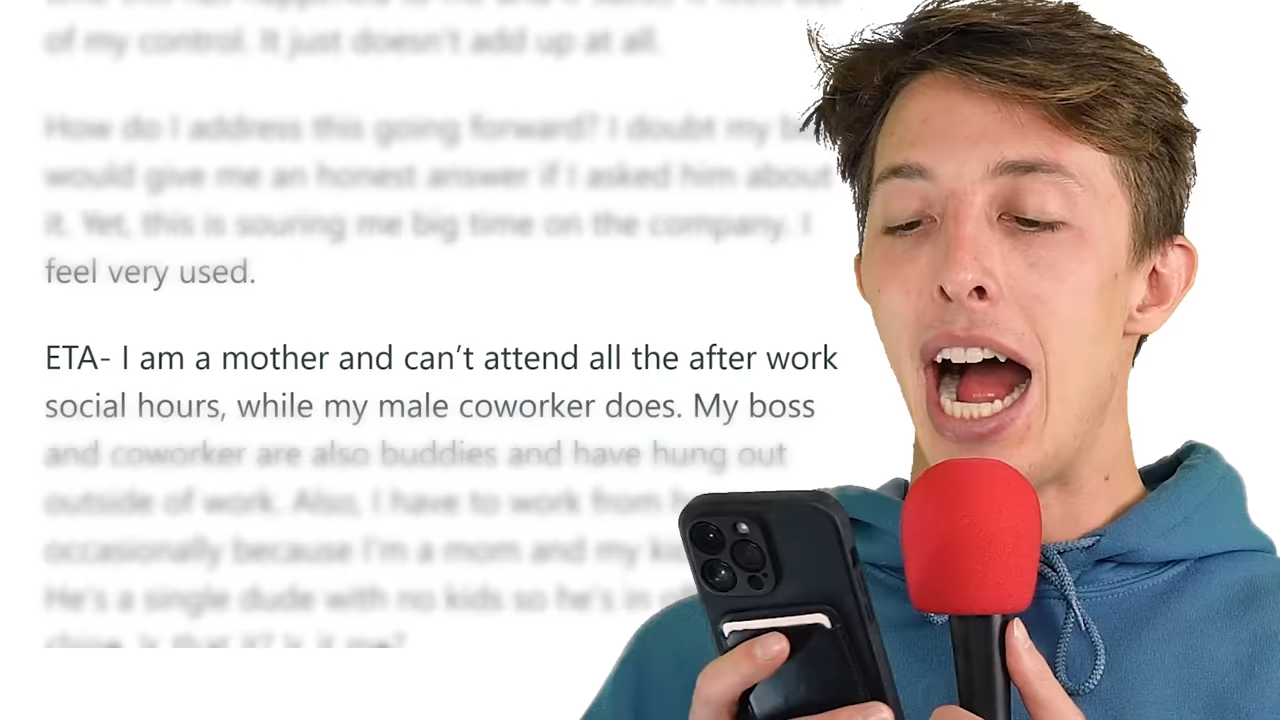 of my control. It just doesn't add up at all.
How do I address this going forward? I doubt my
would give me an honest answer if I asked him about
it. Yet, this is souring me big time on the company. I
feel very used.
ETA- I am a mother and can’t attend all the after work
social hours, while my male coworker does. My boss
and coworker are also buddies and have hung out
outside of work. Also, I have to work from
occasionally because I'm a mom and my
He's a single dude with no kids so he's in